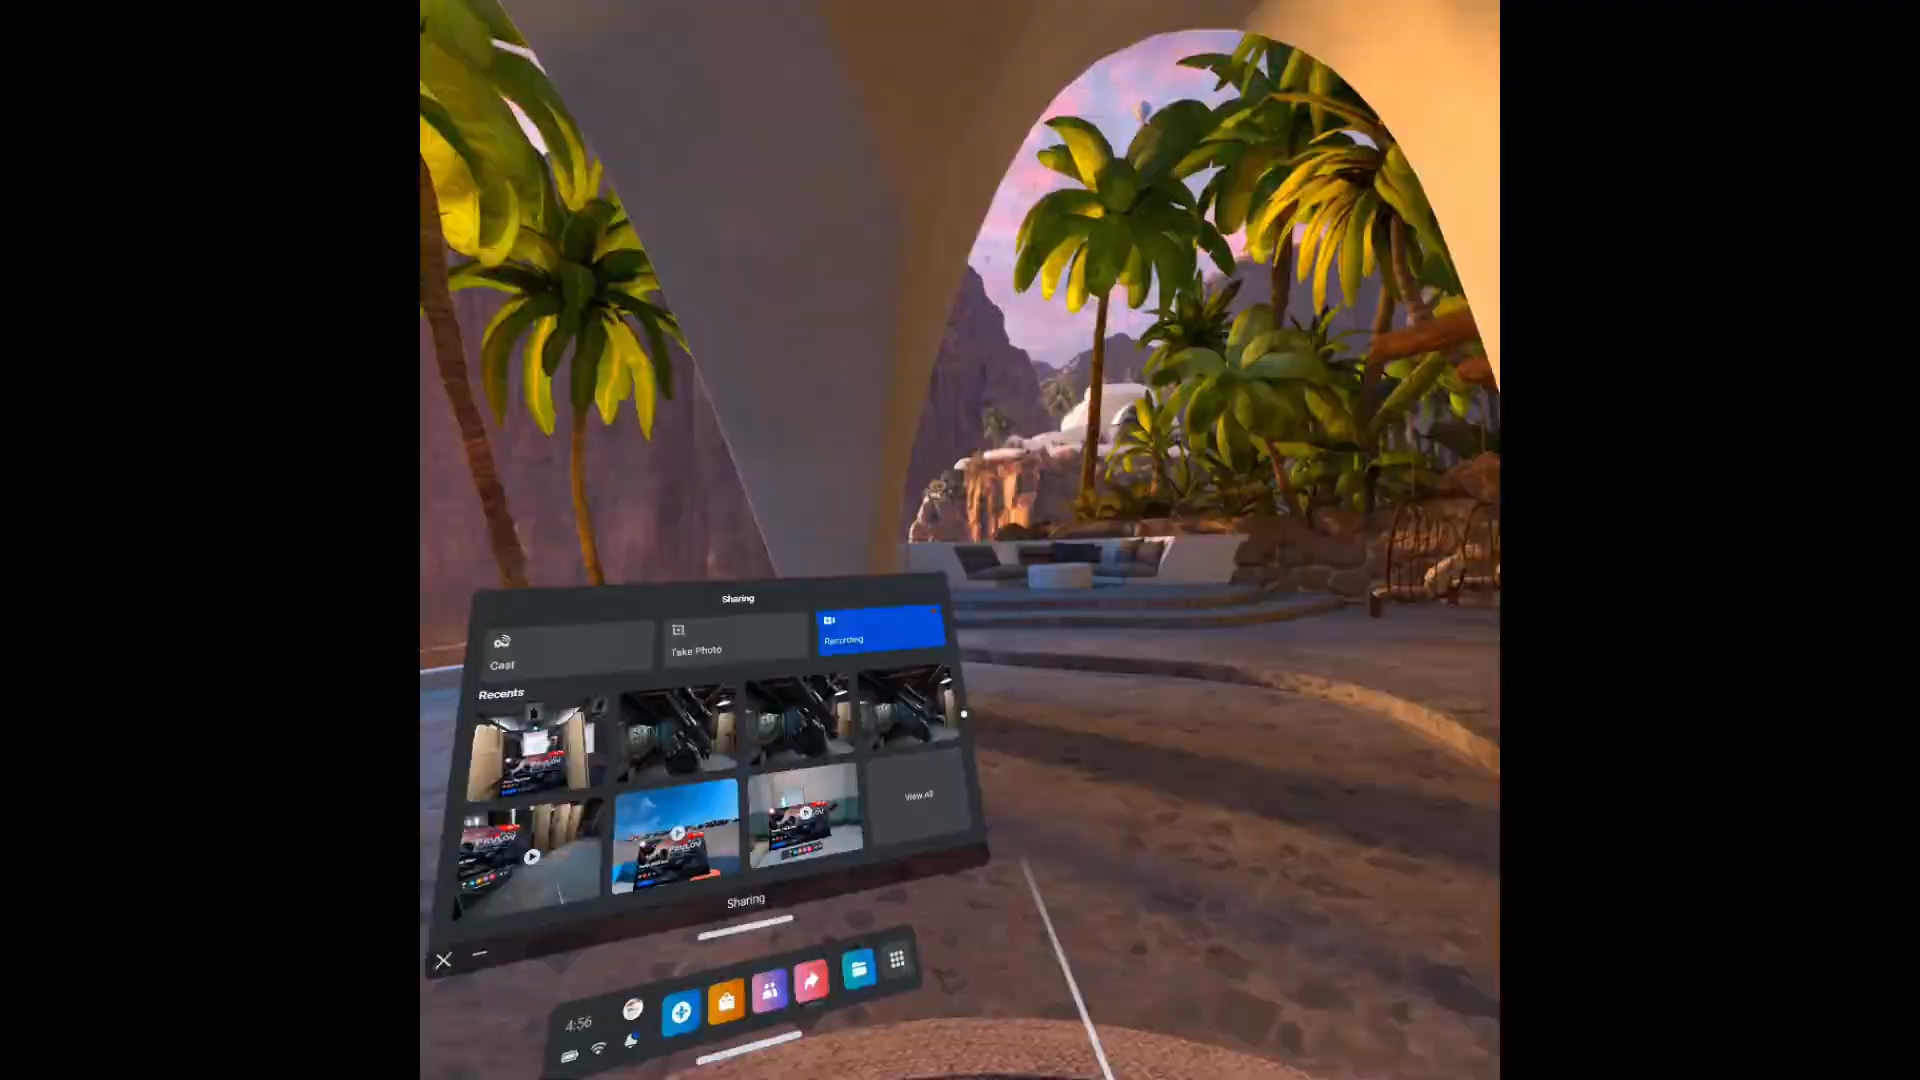 Sharing
Cast
Take Photo
Recording
Recents
View All
Sharing
4:56